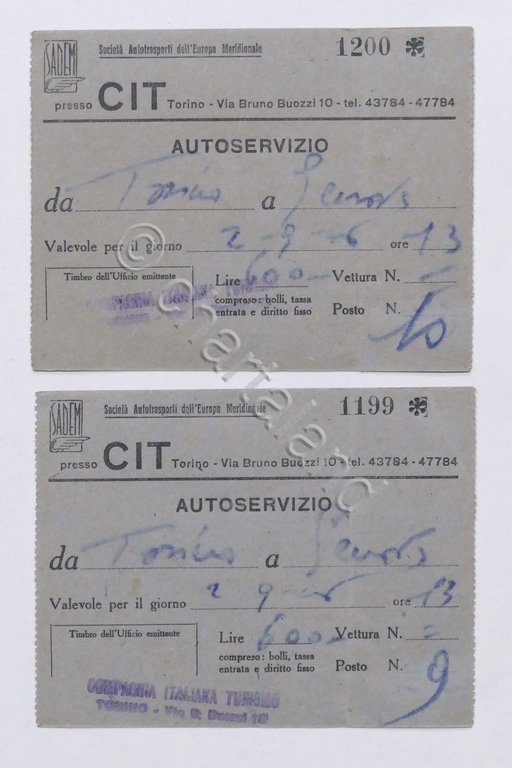 SADEM
Società Autotrasporti dell'Europa Meridionale
1200
presso CIT Torino - Via Bruno Buozzi 10 - tel. 43784 - 47784
AUTOSERVIZIO
da Torino a Genova
Valevole per il giorno 2-9-46 ore 13
Timbro dell'Ufficio emittente
Lire 600 Vettura N. -
compreso: bolli, tassa
entrata e diritto fisso
Posto N. 10
COMPAGNIA ITALIANA
© Chartaland
SADEM
Società Autotrasporti dell'Europa Meridionale
1199
presso CIT Torino - Via Bruno Buozzi 10 - tel. 43784 - 47784
AUTOSERVIZIO
da Torino a Genova
Valevole per il giorno 2-9-46 ore 13
Timbro dell'Ufficio emittente
Lire 600 Vettura N. -
compreso: bolli, tassa
entrata e diritto fisso
Posto N. 9
COMPAGNIA ITALIANA TURISMO
TORINO - Via B. Buozzi 10